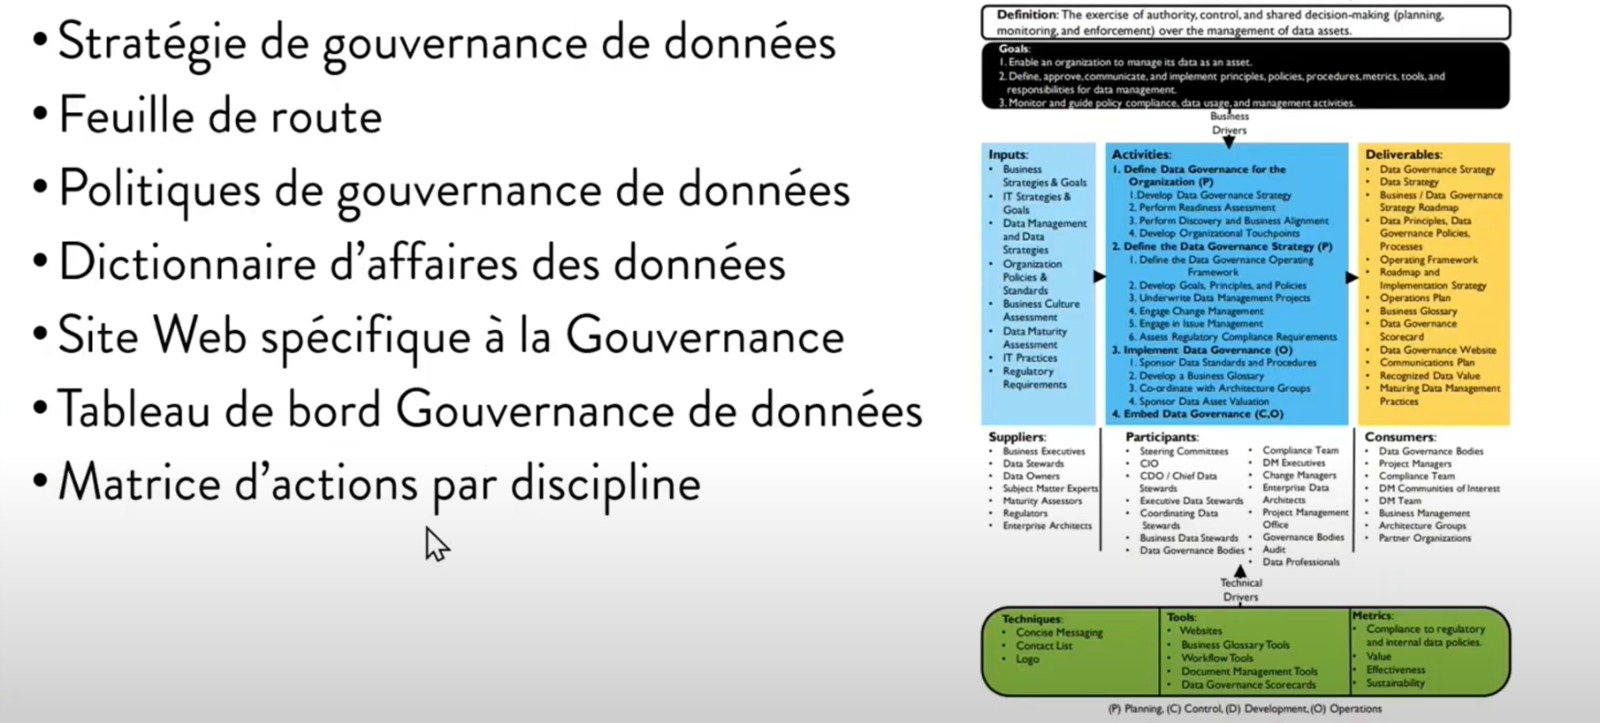 • Stratégie de gouvernance de données
• Feuille de route
• Politiques de gouvernance de données
• Dictionnaire d'affaires des données
• Site Web spécifique à la Gouvernance
• Tableau de bord Gouvernance de données
• Matrice d'actions par discipline
Definition: The exercise of authority, control, and shared decision-making (planning,
monitoring, and enforcement) over the management of data assets.
Goals:
1. Enable an organization to manage its data as an asset.
2. Define, approve, communicate, and implement principles, policies, procedures, metrics, tools, and
responsibilities for data management.
3. Monitor and guide policy compliance, data usage, and management activities.
Business
Drivers
Inputs:
• Business
Strategies & Goals
• IT Strategies &
Goals
• Data Management
and Data
Strategies
• Organization
Policies &
Standards
• Business Culture
Assessment
• Data Maturity
Assessment
• IT Practices
• Regulatory
Requirements
Activities:
1. Define Data Governance for the
Organization (P)
1.Develop Data Governance Strategy
2. Perform Readiness Assessment
3. Perform Discovery and Business Alignment
4. Develop Organizational Touchpoints
2. Define the Data Governance Strategy (P)
1. Define the Data Governance Operating
Framework
2. Develop Goals, Principles, and Policies
3. Underwrite Data Management Projects
4. Engage Change Management
5. Engage in Issue Management
6. Assess Regulatory Compliance Requirements
3. Implement Data Governance (O)
1. Sponsor Data Standards and Procedures
2. Develop a Business Glossary
3. Co-ordinate with Architecture Groups
4. Sponsor Data Asset Valuation
4. Embed Data Governance (C,O)
Deliverables:
• Data Governance Strategy
• Data Strategy
• Business / Data Governance
Strategy Roadmap
• Data Principles, Data
Governance Policies,
Processes
• Operating Framework
• Roadmap and
Implementation Strategy
• Operations Plan
• Business Glossary
• Data Governance
Scorecard
• Data Governance Website
• Communications Plan
• Recognized Data Value
• Maturing Data Management
Practices
Suppliers:
• Business Executives
• Data Stewards
• Data Owners
• Subject Matter Experts
• Maturity Assessors
• Regulators
• Enterprise Architects
Participants:
• Steering Committees
• CIO
• CDO / Chief Data
Stewards
• Executive Data Stewards
• Coordinating Data
Stewards
• Business Data Stewards
• Data Governance Bodies
• Compliance Team
• DM Executives
• Change Managers
• Enterprise Data
Architects
• Project Management
Office
• Governance Bodies
• Audit
• Data Professionals
Consumers:
• Data Governance Bodies
• Project Managers
• Compliance Team
• DM Communities of Interest
• DM Team
• Business Management
• Architecture Groups
• Partner Organizations
Technical
Drivers
Techniques:
• Concise Messaging
• Contact List
• Logo
Tools:
• Websites
• Business Glossary Tools
• Workflow Tools
• Document Management Tools
• Data Governance Scorecards
Metrics:
• Compliance to regulatory
and internal data policies.
• Value
• Effectiveness
• Sustainability
(P) Planning, (C) Control, (D) Development, (O) Operations